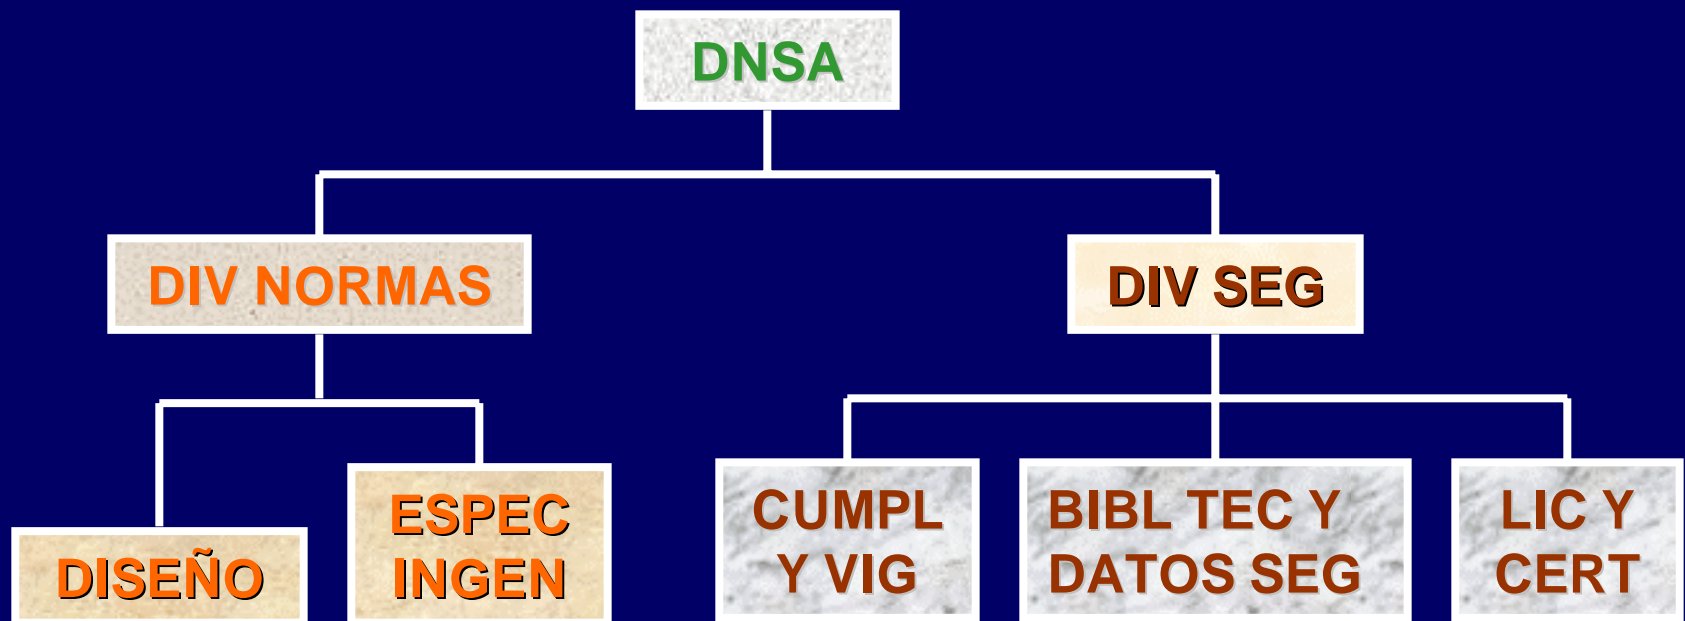 DNSA
DIV NORMAS
DIV SEG
DISEÑO
ESPEC
INGEN
CUMPL
Y VIG
BIBL TEC Y
DATOS SEG
LIC Y
CERT